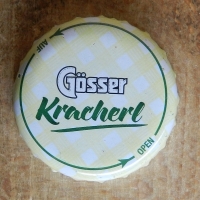 AUF
Gösser
Kracherl
OPEN